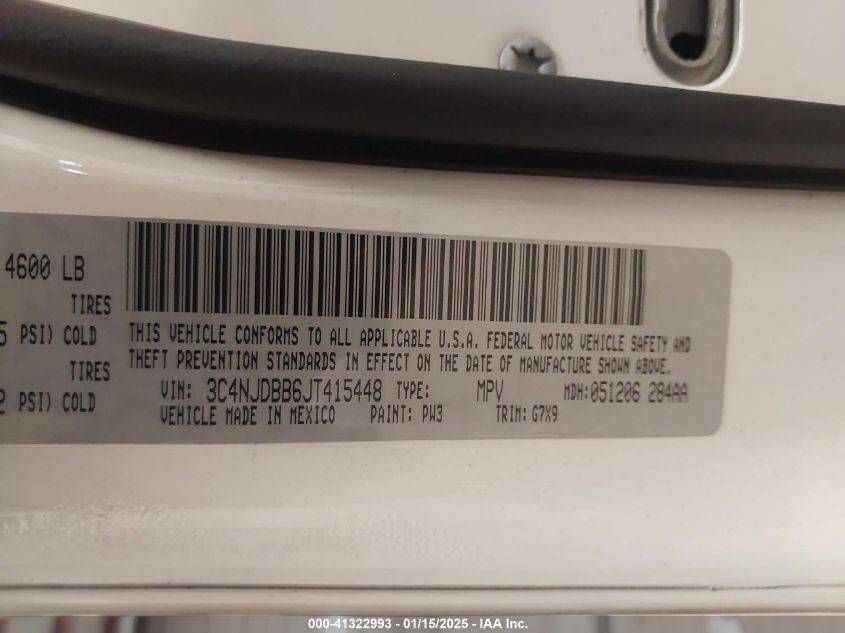 4600 LB
TIRES
5 PSI) COLD
TIRES
2 PSI) COLD
THIS VEHICLE CONFORMS TO ALL APPLICABLE U.S.A. FEDERAL MOTOR VEHICLE SAFETY AND
THEFT PREVENTION STANDARDS IN EFFECT ON THE DATE OF MANUFACTURE SHOWN ABOVE.
VIN: 3C4NJDBB6JT415448 TYPE: MPV MDH:051206 284AA
VEHICLE MADE IN MEXICO PAINT: PW3 TRIM: G7X9
000-41322993 - 01/15/2025 - IAA Inc.